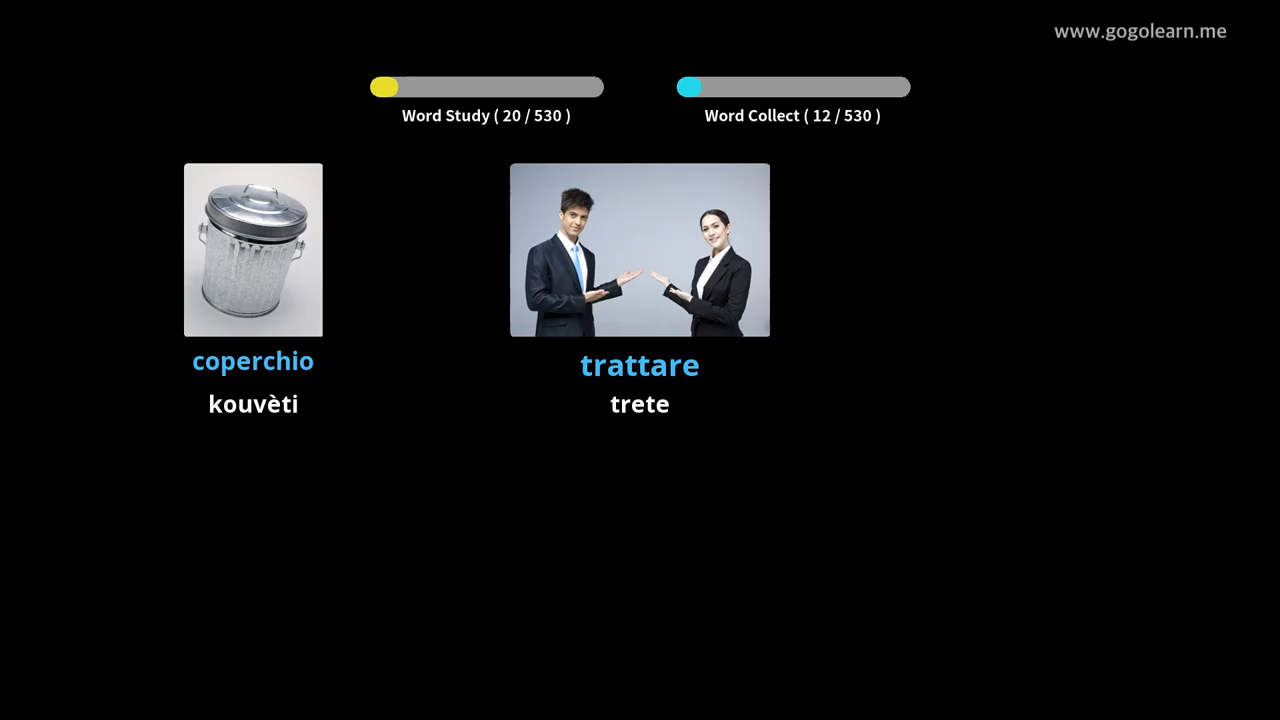 www.gogolearn.me
Word Study ( 20 / 530 )
Word Collect ( 12 / 530 )
coperchio
kouvèti
trattare
trete